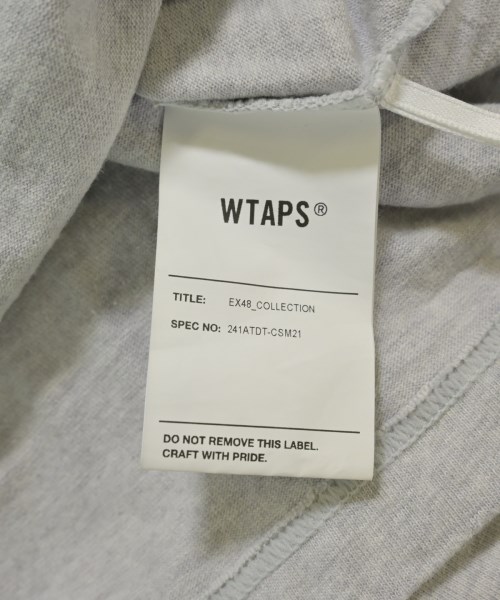 WTAPS®
TITLE: EX48_COLLECTION
SPEC NO: 241ATDT-CSM21
DO NOT REMOVE THIS LABEL.
CRAFT WITH PRIDE.